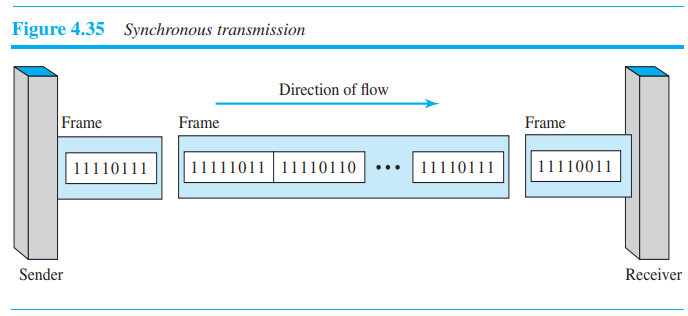 Figure 4.35 Synchronous transmission
Direction of flow
Frame Frame Frame
11110111 11111011 11110110 ••• 11110111 11110011
Sender Receiver